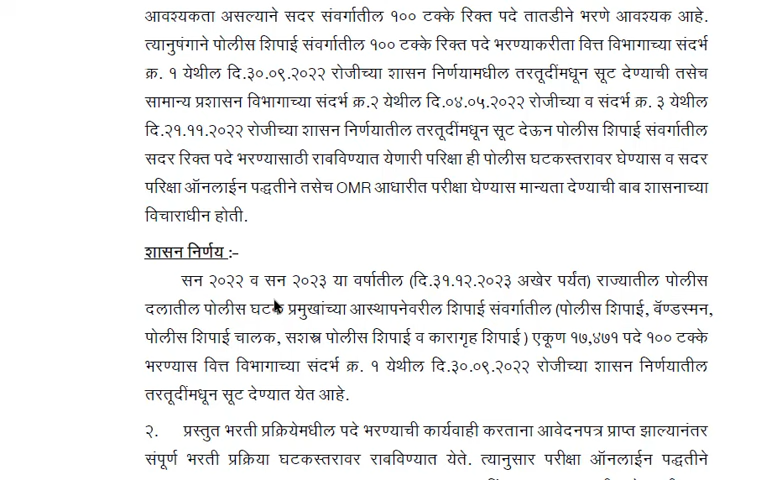 आवश्यकता असल्याने सदर संवर्गातील १०० टक्के रिक्त पदे तातडीने भरणे आवश्यक आहे.
त्यानुषंगाने पोलीस शिपाई संवर्गातील १०० टक्के रिक्त पदे भरण्याकरीता वित्त विभागाच्या संदर्भ
क्र. १ येथील दि.३०.०९.२०२२ रोजीच्या शासन निर्णयामधील तरतूदींमधून सूट देण्याची तसेच
सामान्य प्रशासन विभागाच्या संदर्भ क्र.२ येथील दि.०४.०५.२०२२ रोजीच्या व संदर्भ क्र. ३ येथील
दि.२१.११.२०२२ रोजीच्या शासन निर्णयातील तरतूदींमधून सूट देऊन पोलीस शिपाई संवर्गातील
सदर रिक्त पदे भरण्यासाठी राबविण्यात येणारी परिक्षा ही पोलीस घटकस्तरावर घेण्यास व सदर
परिक्षा ऑनलाईन पद्धतीने तसेच OMR आधारीत परीक्षा घेण्यास मान्यता देण्याची बाब शासनाच्या
विचाराधीन होती.
शासन निर्णय :-
सन २०२२ व सन २०२३ या वर्षातील (दि.३१.१२.२०२३ अखेर पर्यंत) राज्यातील पोलीस
दलातील पोलीस घटक प्रमुखांच्या आस्थापनेवरील शिपाई संवर्गातील (पोलीस शिपाई, बॅण्डस्मन,
पोलीस शिपाई चालक, सशस्त्र पोलीस शिपाई व कारागृह शिपाई ) एकूण १७,४७१ पदे १०० टक्के
भरण्यास वित्त विभागाच्या संदर्भ क्र. १ येथील दि.३०.०९.२०२२ रोजीच्या शासन निर्णयातील
तरतूदींमधून सूट देण्यात येत आहे.
२. प्रस्तुत भरती प्रक्रियेमधील पदे भरण्याची कार्यवाही करताना आवेदनपत्र प्राप्त झाल्यानंतर
संपूर्ण भरती प्रक्रिया घटकस्तरावर राबविण्यात येते. त्यानुसार परीक्षा ऑनलाईन पद्धतीने